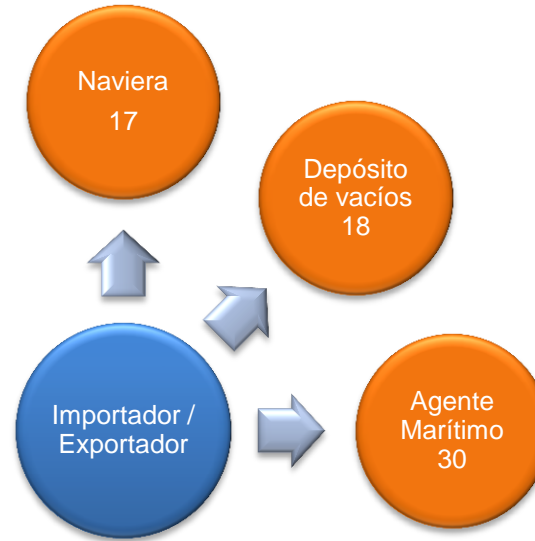 Naviera
17
Depósito
de vacíos
18
Importador /
Exportador
Agente
Marítimo
30